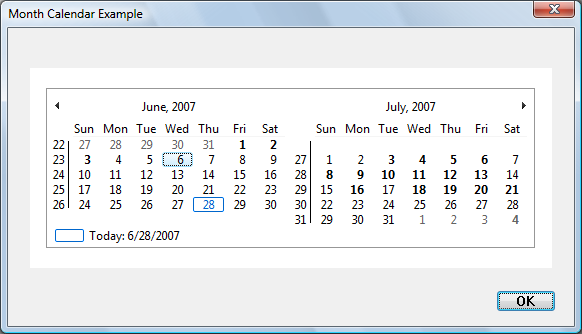 Month Calendar Example
June, 2007 July, 2007
Sun Mon Tue Wed Thu Fri Sat Sun Mon Tue Wed Thu Fri Sat
22 27 28 29 30 31 1 2
23 3 4 5 6 7 8 9 27 1 2 3 4 5 6 7
24 10 11 12 13 14 15 16 28 8 9 10 11 12 13 14
25 17 18 19 20 21 22 23 29 15 16 17 18 19 20 21
26 24 25 26 27 28 29 30 30 22 23 24 25 26 27 28
31 29 30 31 1 2 3 4
Today: 6/28/2007
OK